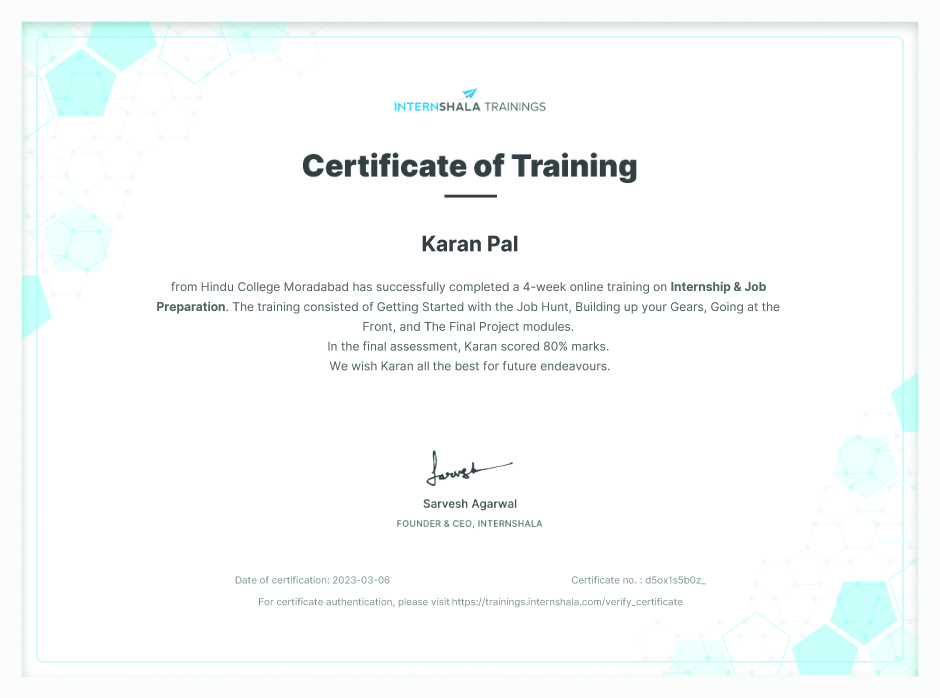 INTERNSHALA TRAININGS
Certificate of Training
Karan Pal
from Hindu College Moradabad has successfully completed a 4-week online training on Internship & Job
Preparation. The training consisted of Getting Started with the Job Hunt, Building up your Gears, Going at the
Front, and The Final Project modules.
In the final assessment, Karan scored 80% marks.
We wish Karan all the best for future endeavours.
Sarvesh
Sarvesh Agarwal
FOUNDER & CEO, INTERNSHALA
Date of certification: 2023-03-06
Certificate no. : d5ox1s5b0z_
For certificate authentication, please visit https://trainings.internshala.com/verify_certificate